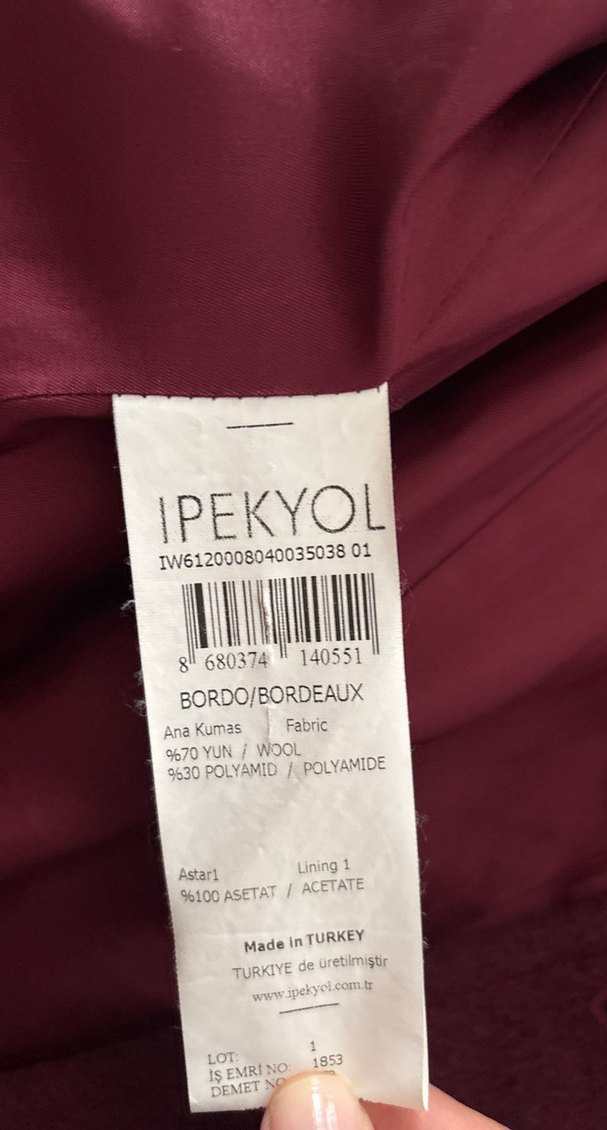 IPEKYOL
IW6120008040035038 01
8 680374 140551
BORDO/BORDEAUX
Ana Kumas Fabric
%70 YUN / WOOL
%30 POLYAMID / POLYAMIDE
Astar1 Lining 1
%100 ASETAT / ACETATE
Made in TURKEY
TURKIYE de üretilmiştir
www.ipekyol.com.tr
LOT: 1
İŞ EMRİ NO: 1853
DEMET NO